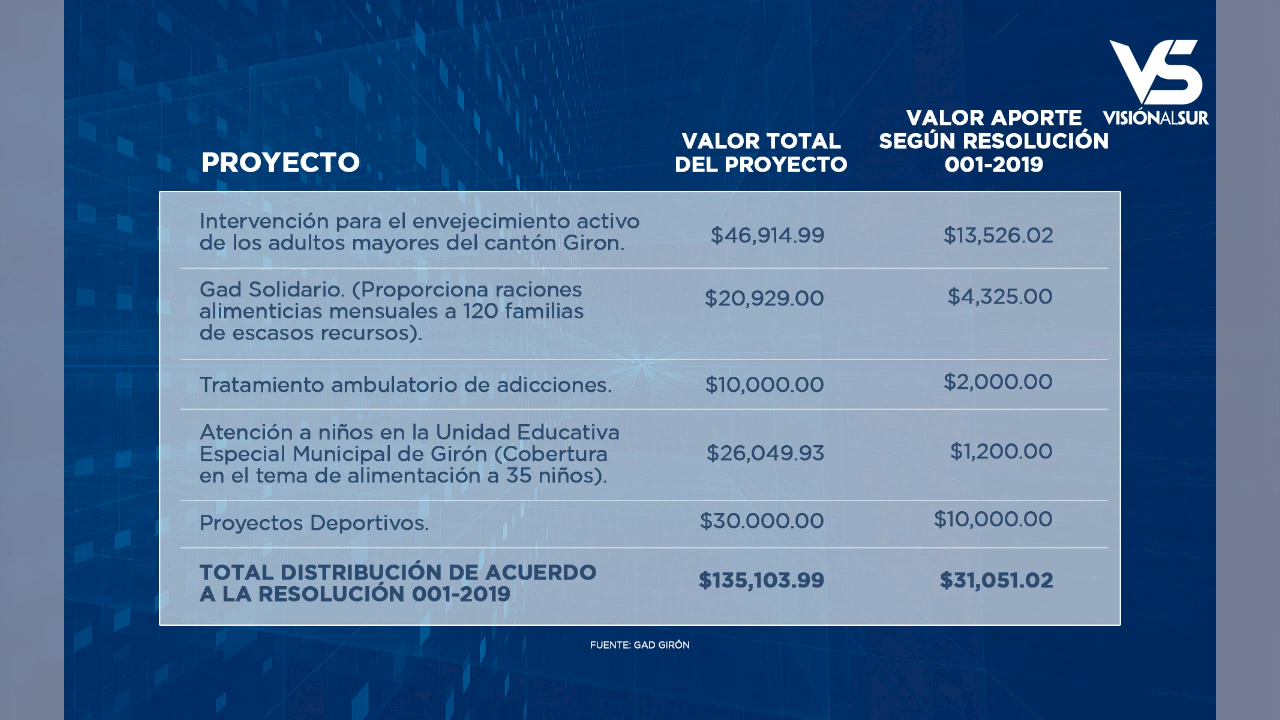 VS
VISIÓNALSUR
PROYECTO
VALOR TOTAL
DEL PROYECTO
VALOR APORTE
SEGÚN RESOLUCIÓN
001-2019
Intervención para el envejecimiento activo
de los adultos mayores del cantón Giron.
$46,914.99
$13,526.02
Gad Solidario. (Proporciona raciones
alimenticias mensuales a 120 familias
de escasos recursos).
$20,929.00
$4,325.00
Tratamiento ambulatorio de adicciones.
$10,000.00
$2,000.00
Atención a niños en la Unidad Educativa
Especial Municipal de Girón (Cobertura
en el tema de alimentación a 35 niños).
$26,049.93
$1,200.00
Proyectos Deportivos.
$30.000.00
$10,000.00
TOTAL DISTRIBUCIÓN DE ACUERDO
A LA RESOLUCIÓN 001-2019
$135,103.99
$31,051.02
FUENTE: GAD GIRÓN